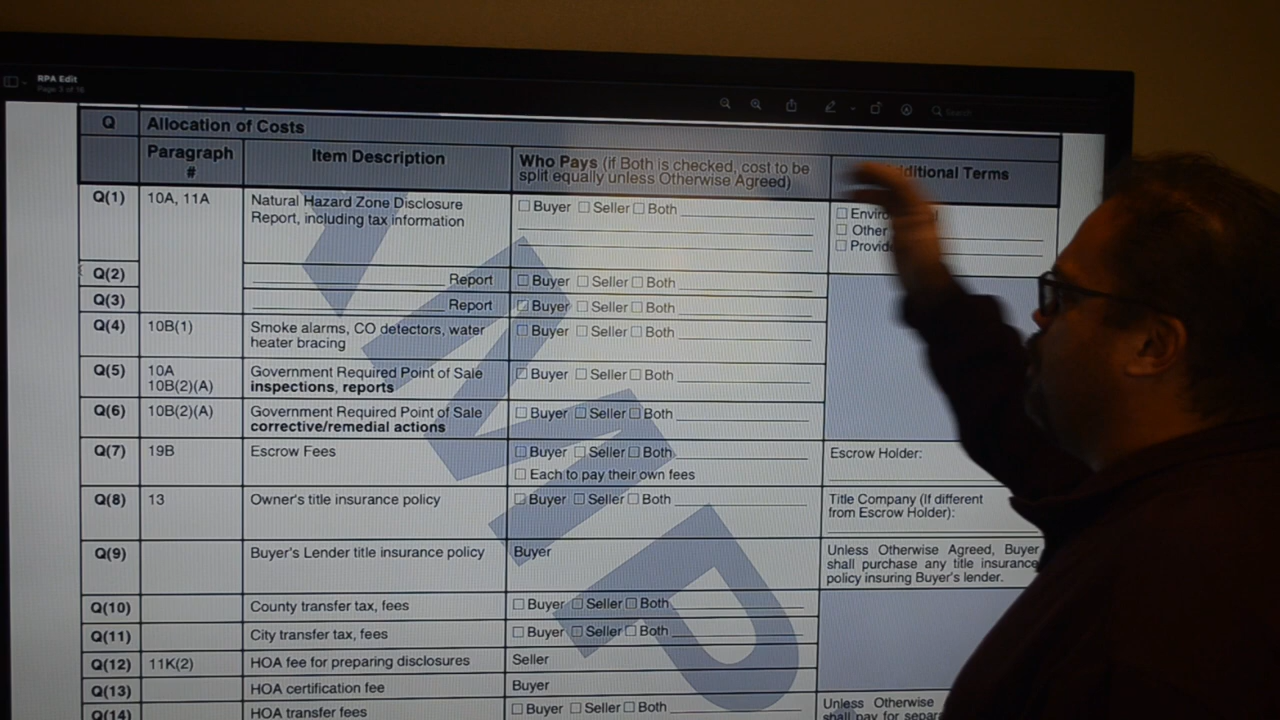 RPA Edit
Page 3 of 16
Search
Q Allocation of Costs
Paragraph # Item Description Who Pays (if Both is checked, cost to be split equally unless Otherwise Agreed) Terms
Q(1) 10A, 11A Natural Hazard Zone Disclosure Buyer Seller Both
Report, including tax information
Other
Q(2) Report Buyer Seller Both
Q(3) Report Buyer Seller Both
Q(4) 10B(1) Smoke alarms, CO detectors, water Buyer Seller Both
heater bracing
Q(5) 10A Government Required Point of Sale Buyer Seller Both
10B(2)(A) inspections, reports
Q(6) 10B(2)(A) Government Required Point of Sale Buyer Seller Both
corrective/remedial actions
Q(7) 19B Escrow Fees Buyer Seller Both Escrow Holder:
Each to pay their own fees
Q(8) 13 Owner's title insurance policy Buyer Seller Both Title Company (If different
from Escrow Holder):
Q(9) Buyer's Lender title insurance policy Buyer Unless Otherwise Agreed, Buyer
shall purchase any title insurance
policy insuring Buyer's lender.
Q(10) County transfer tax, fees Buyer Seller Both
Q(11) City transfer tax, fees Buyer Seller Both
Q(12) 11K(2) HOA fee for preparing disclosures Seller
Q(13) HOA certification fee Buyer
Q(14) HOA transfer fees Buyer Seller Both Unless Otherwise
shall pay for